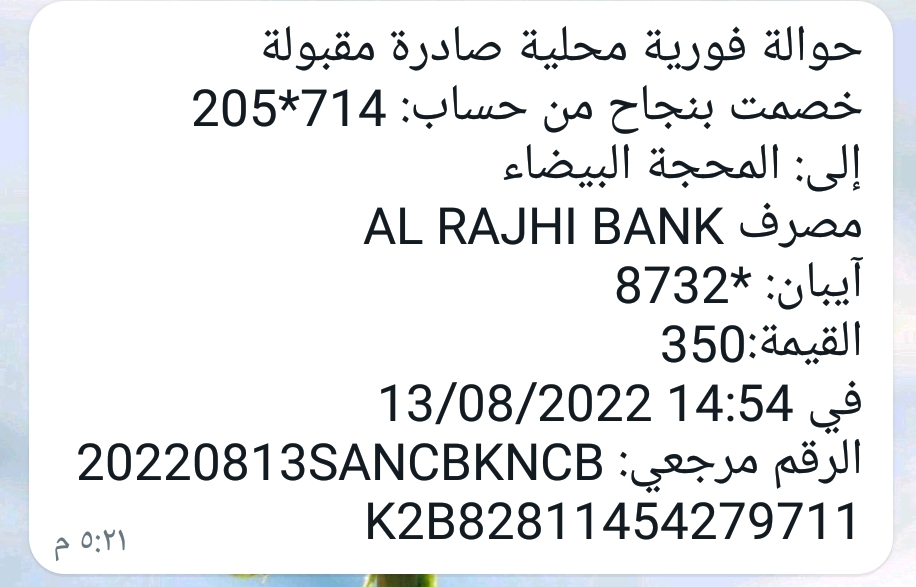 حوالة فورية محلية صادرة مقبولة
خصمت بنجاح من حساب: 714*205
إلى: المحجة البيضاء
مصرف AL RAJHI BANK
آيبان: *8732
القيمة:350
في 14:54 13/08/2022
الرقم مرجعي: 20220813SANCBKNCB
K2B82811454279711
٥:٢١ م